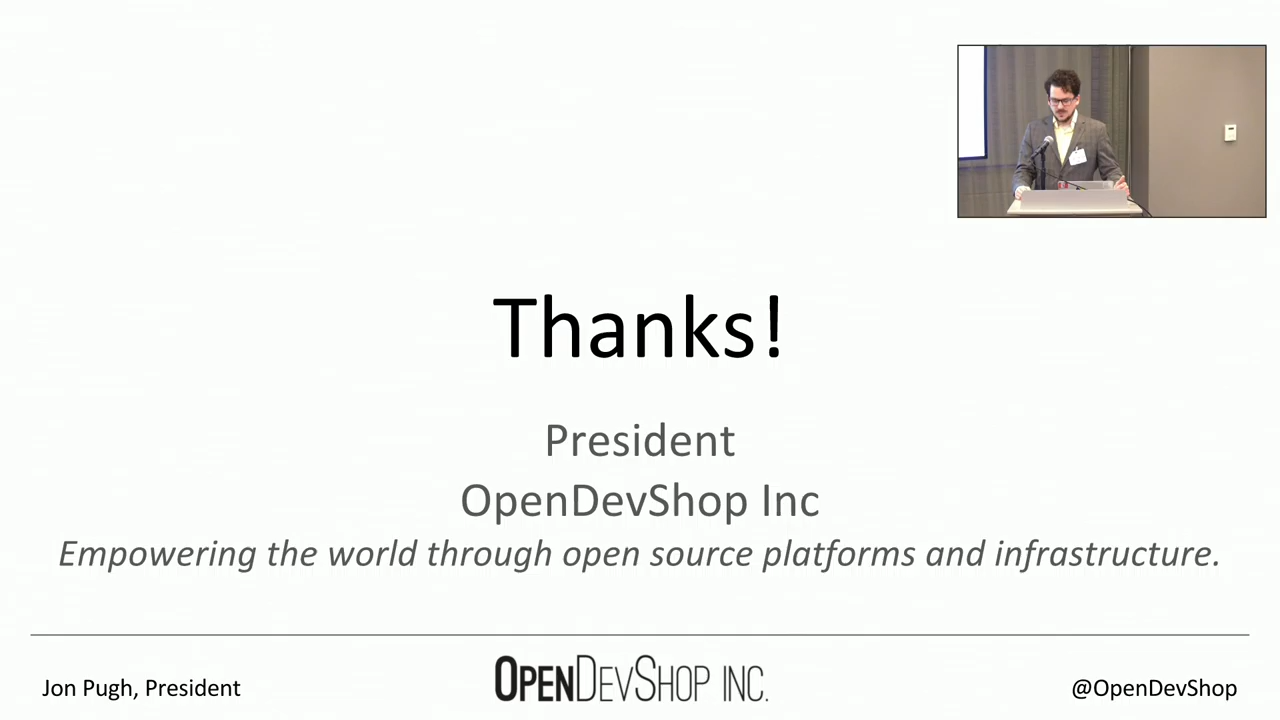 Thanks!
President
OpenDevShop Inc
Empowering the world through open source platforms and infrastructure.
Jon Pugh, President
OPENDEVSHOP INC.
@OpenDevShop